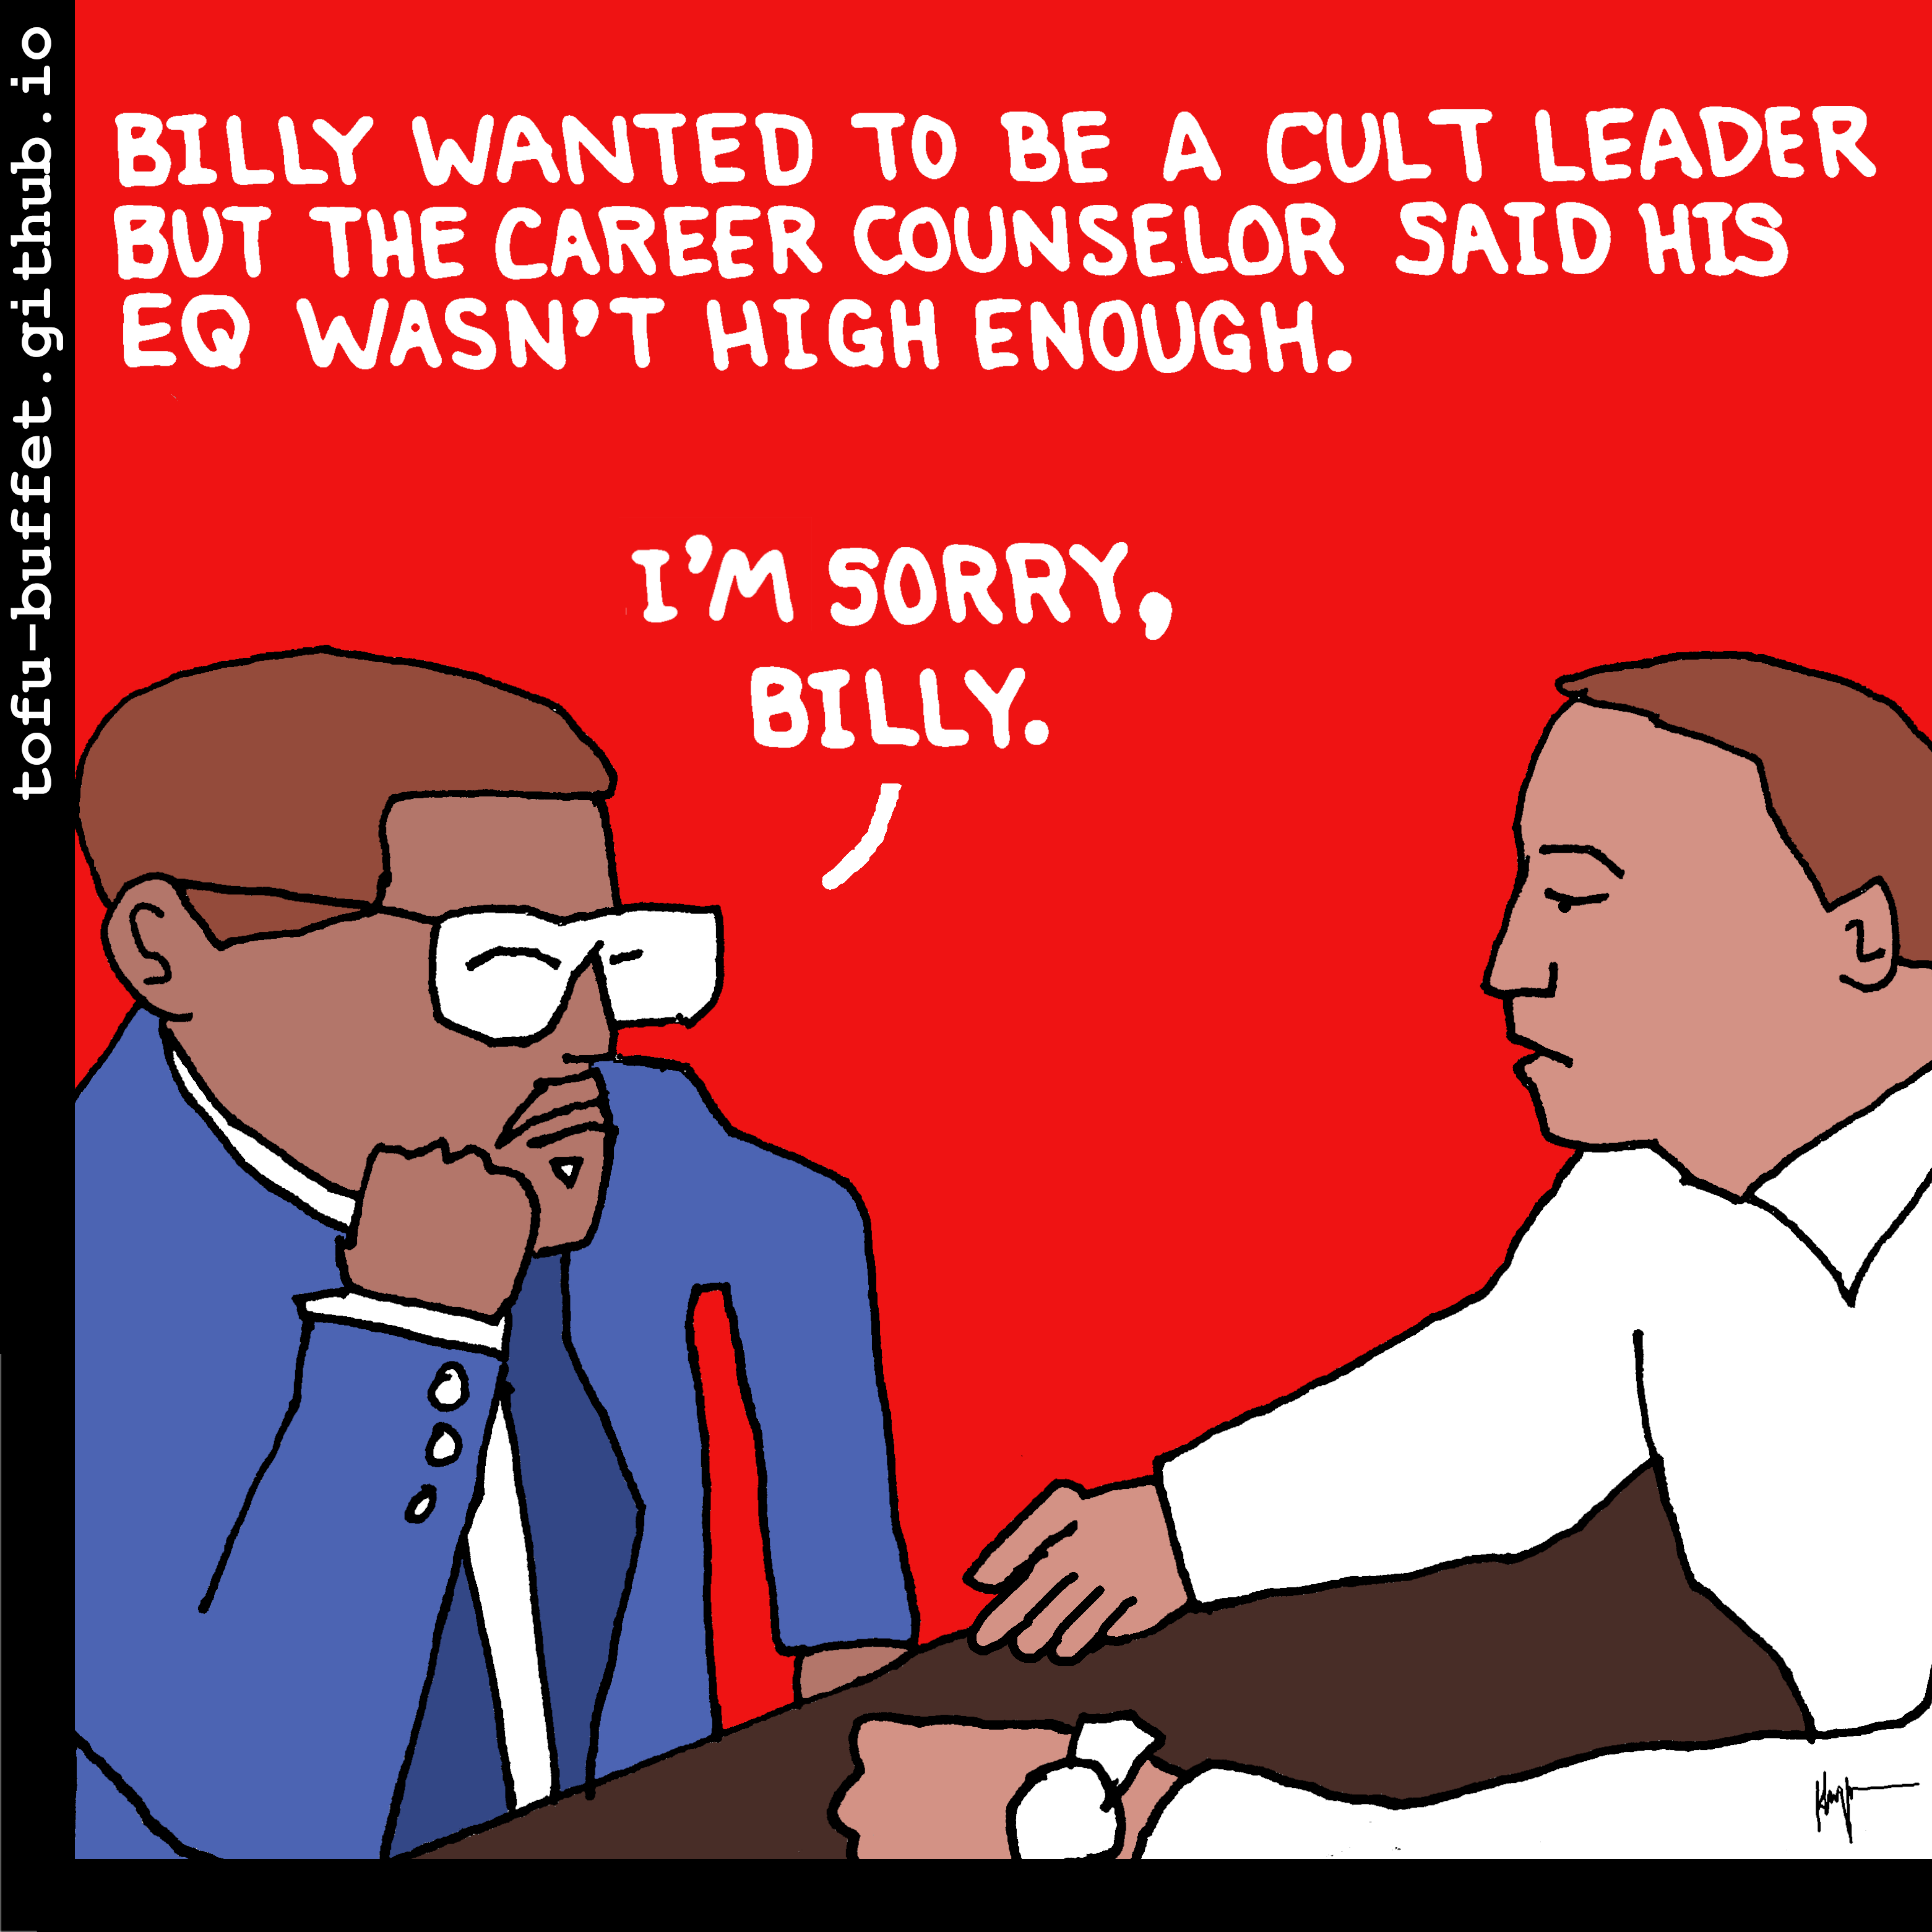 tofu-buffet.github.io
BILLY WANTED TO BE A CULT LEADER
BUT THE CAREER COUNSELOR SAID HIS
EQ WASN'T HIGH ENOUGH.
I'M SORRY,
BILLY.